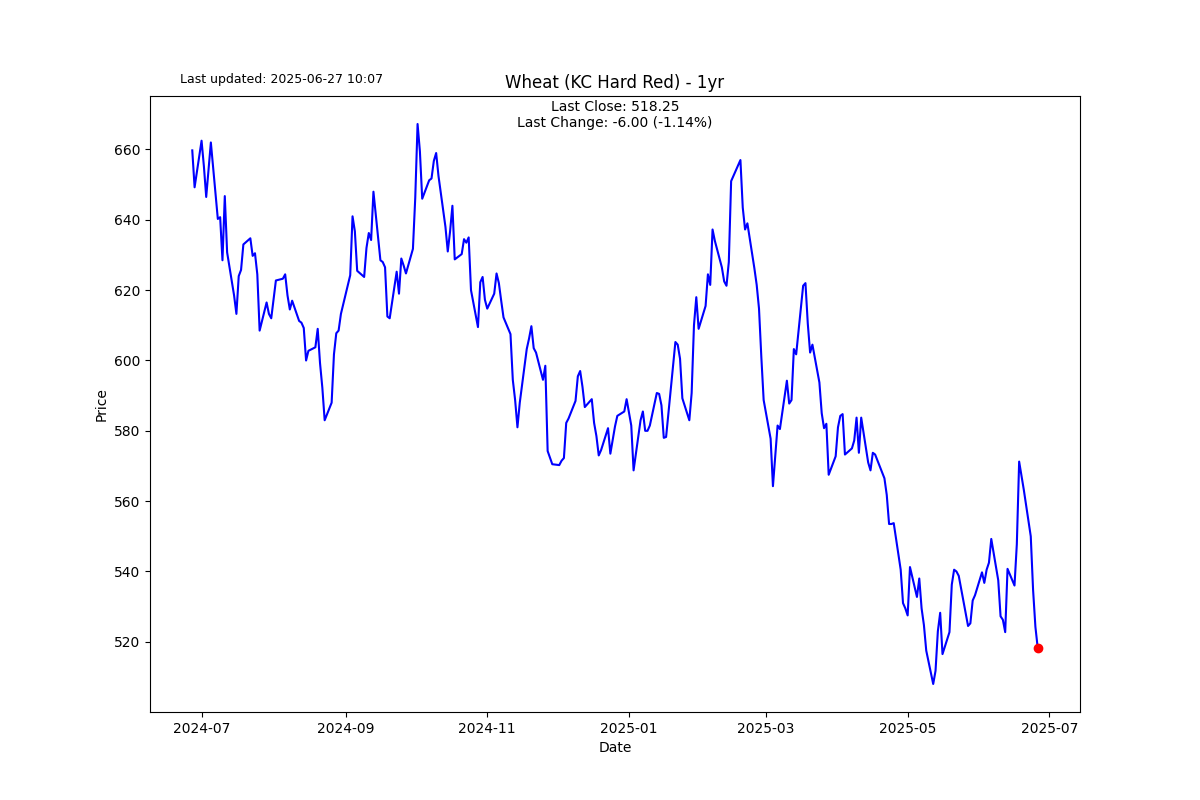 Last updated: 2025-06-27 10:07
Wheat (KC Hard Red) - 1yr
Last Close: 518.25
Last Change: -6.00 (-1.14%)
660
640
620
600
580
560
540
520
Price
2024-07
2024-09
2024-11
2025-01
2025-03
2025-05
2025-07
Date